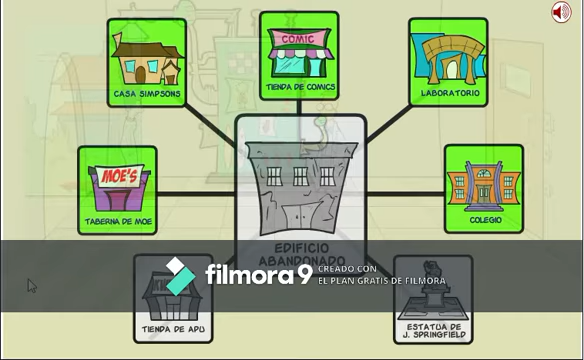 COMIC
CASA SIMPSONS
TIENDA DE COMICS
LABORATORIO
MOE'S
TABERNA DE MOE
COLEGIO
EDIFICIO
ABANDONADO
filmora9
CREADO CON
EL PLAN GRATIS DE FILMORA
TIENDA DE APU
ESTATUA DE
J. SPRINGFIELD